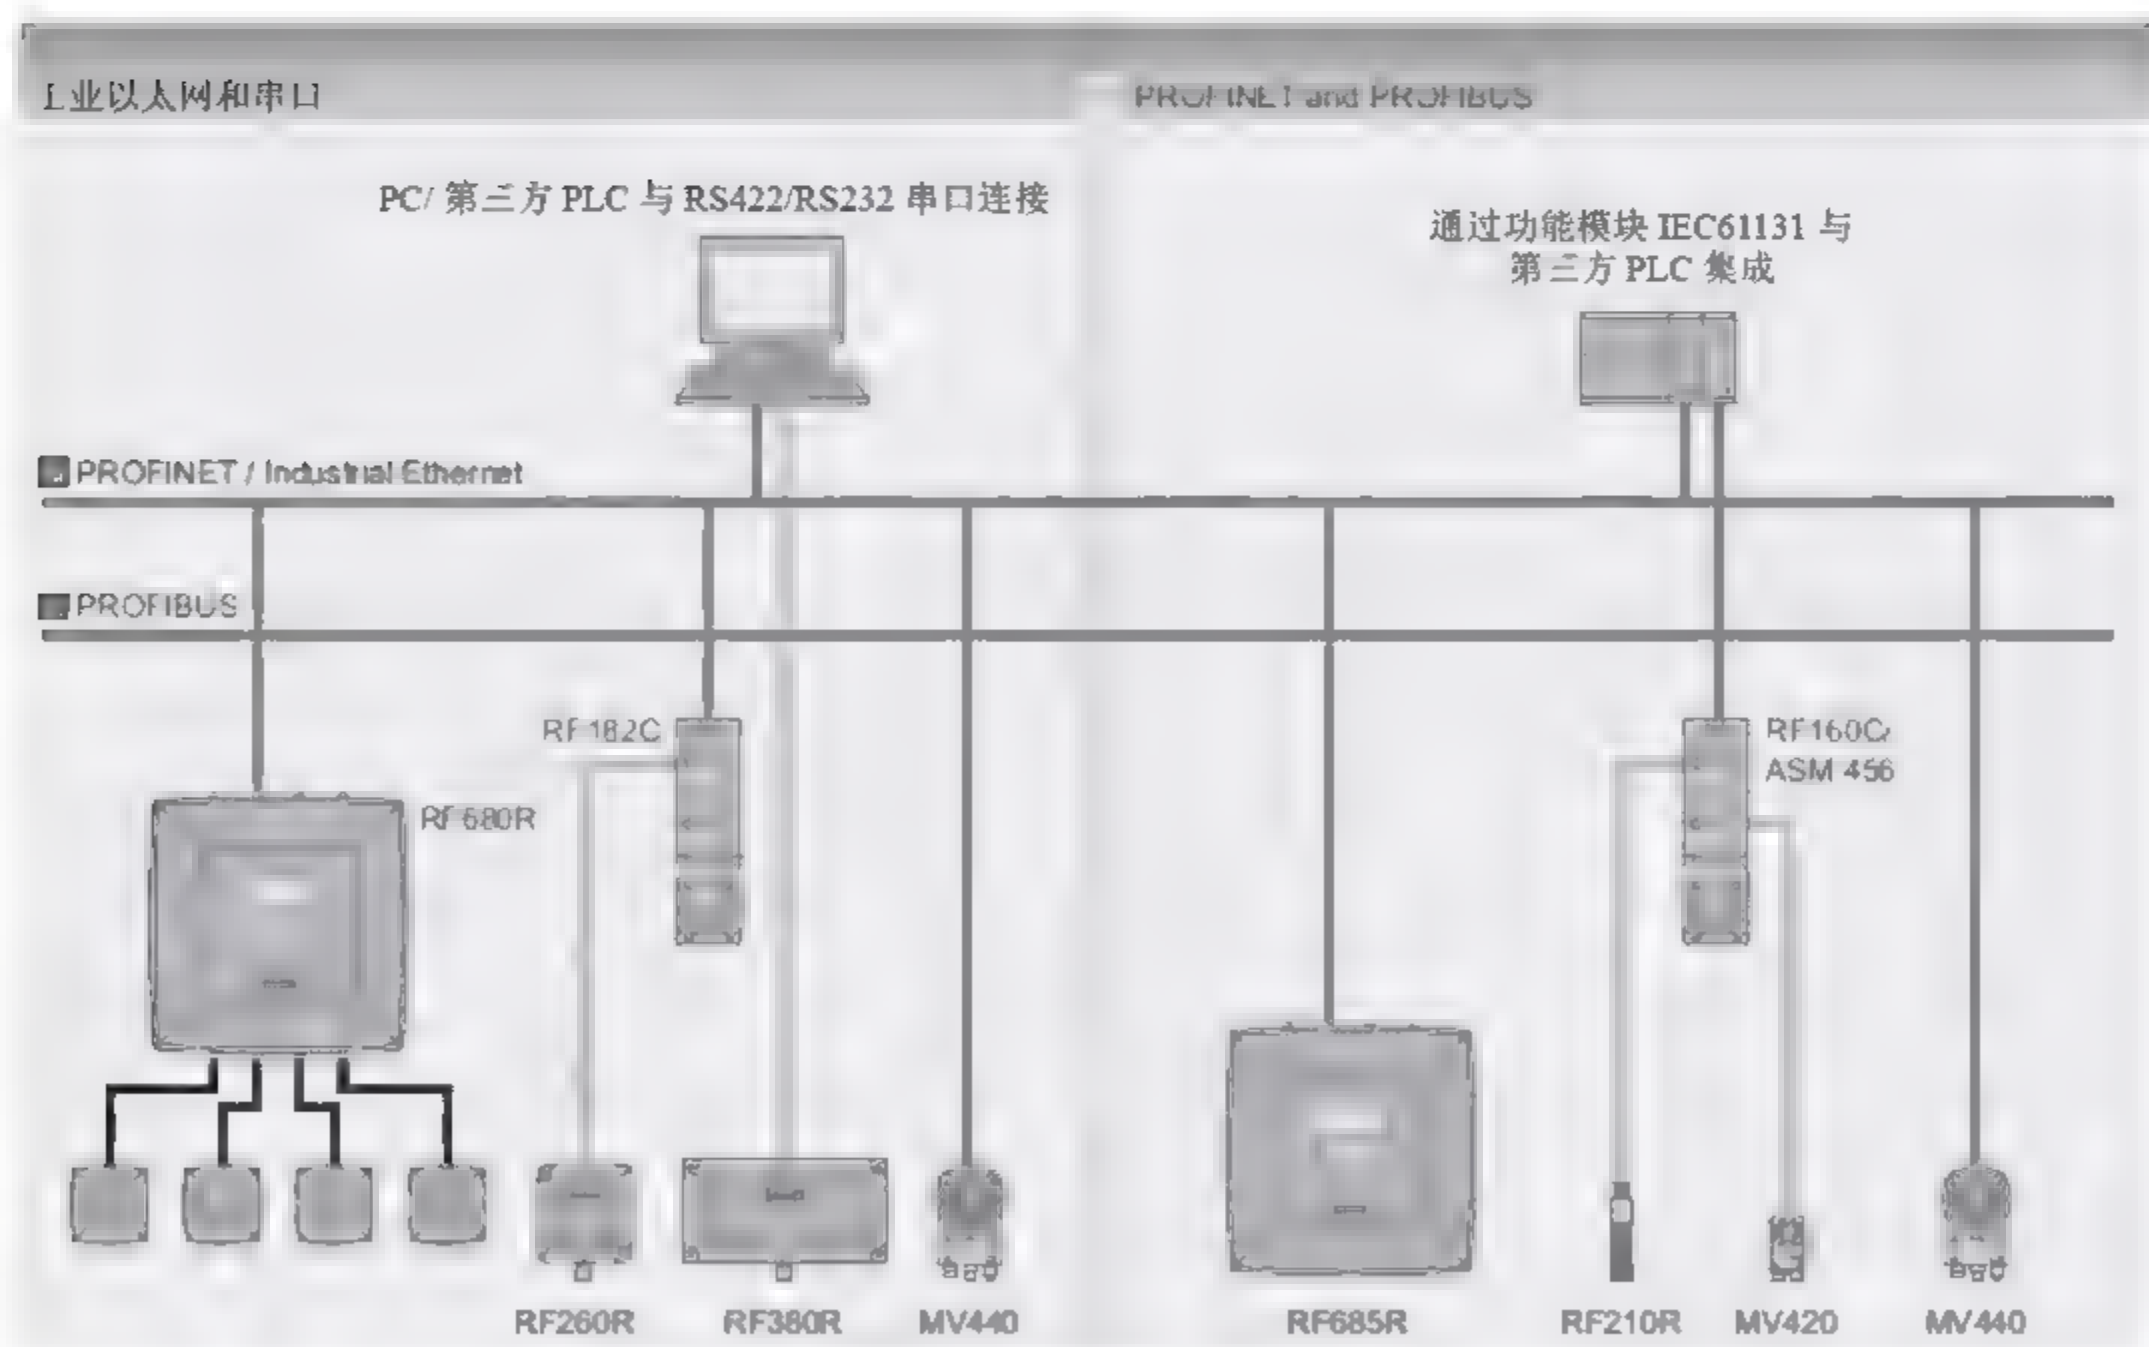 工业以太网和串口
PROFINET and PROFIBUS
PC/ 第三方 PLC 与 RS422/RS232 串口连接
通过功能模块 IEC61131 与
第三方 PLC 集成
PROFINET / Industrial Ethernet
PROFIBUS
RF182C
RF160C/
ASM 456
RF680R
RF260R
RF380R
MV440
RF685R
RF210R
MV420
MV440